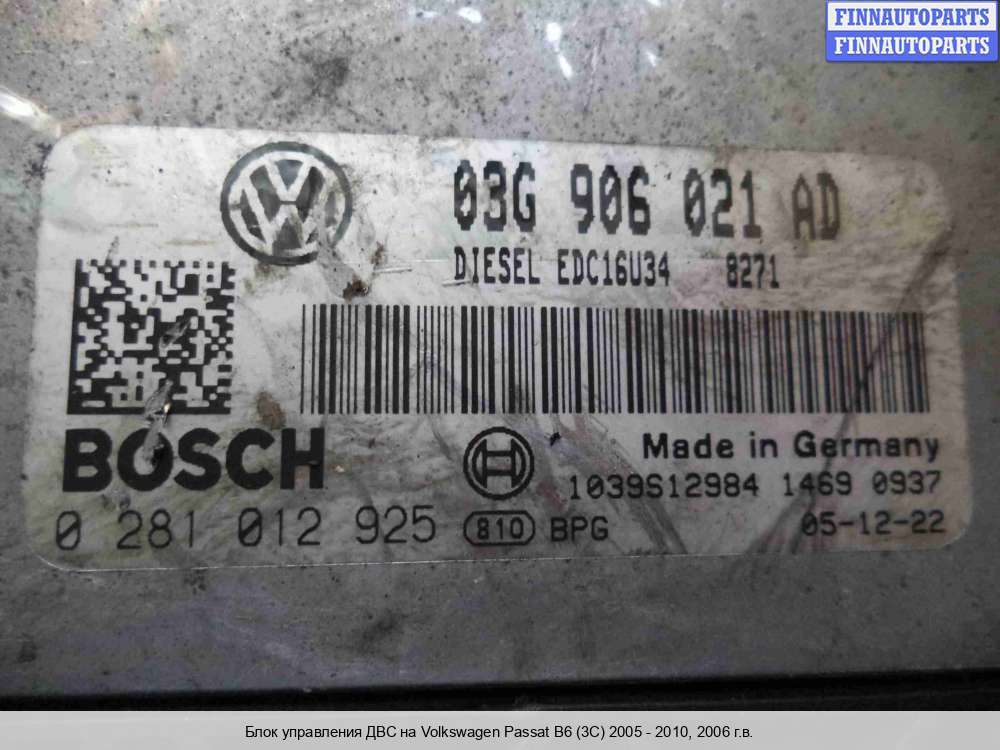 FINNAUTOPARTS
FINNAUTOPARTS
03G 906 021 AD
DIESEL EDC16U34 8271
BOSCH
Made in Germany
1039S12984 1469 0937
0 281 012 925 810 BPG 05-12-22
Блок управления ДВС на Volkswagen Passat B6 (3C) 2005 - 2010, 2006 г.в.